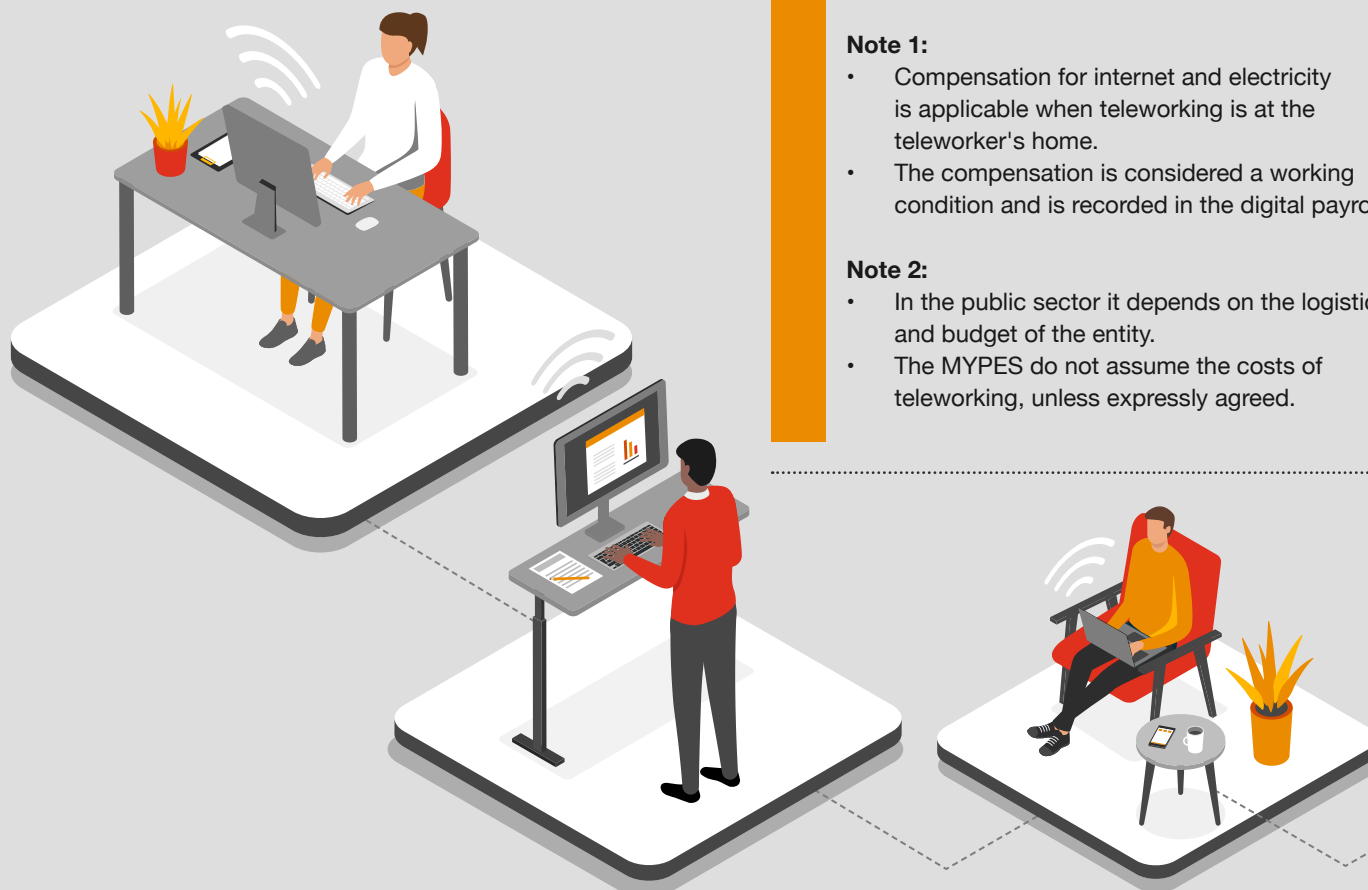 Note 1:
• Compensation for internet and electricity
is applicable when teleworking is at the
teleworker's home.
• The compensation is considered a working
condition and is recorded in the digital
Note 2:
• In the public sector it depends on the
and budget of the entity.
• The MYPES do not assume the costs of
teleworking, unless expressly agreed.